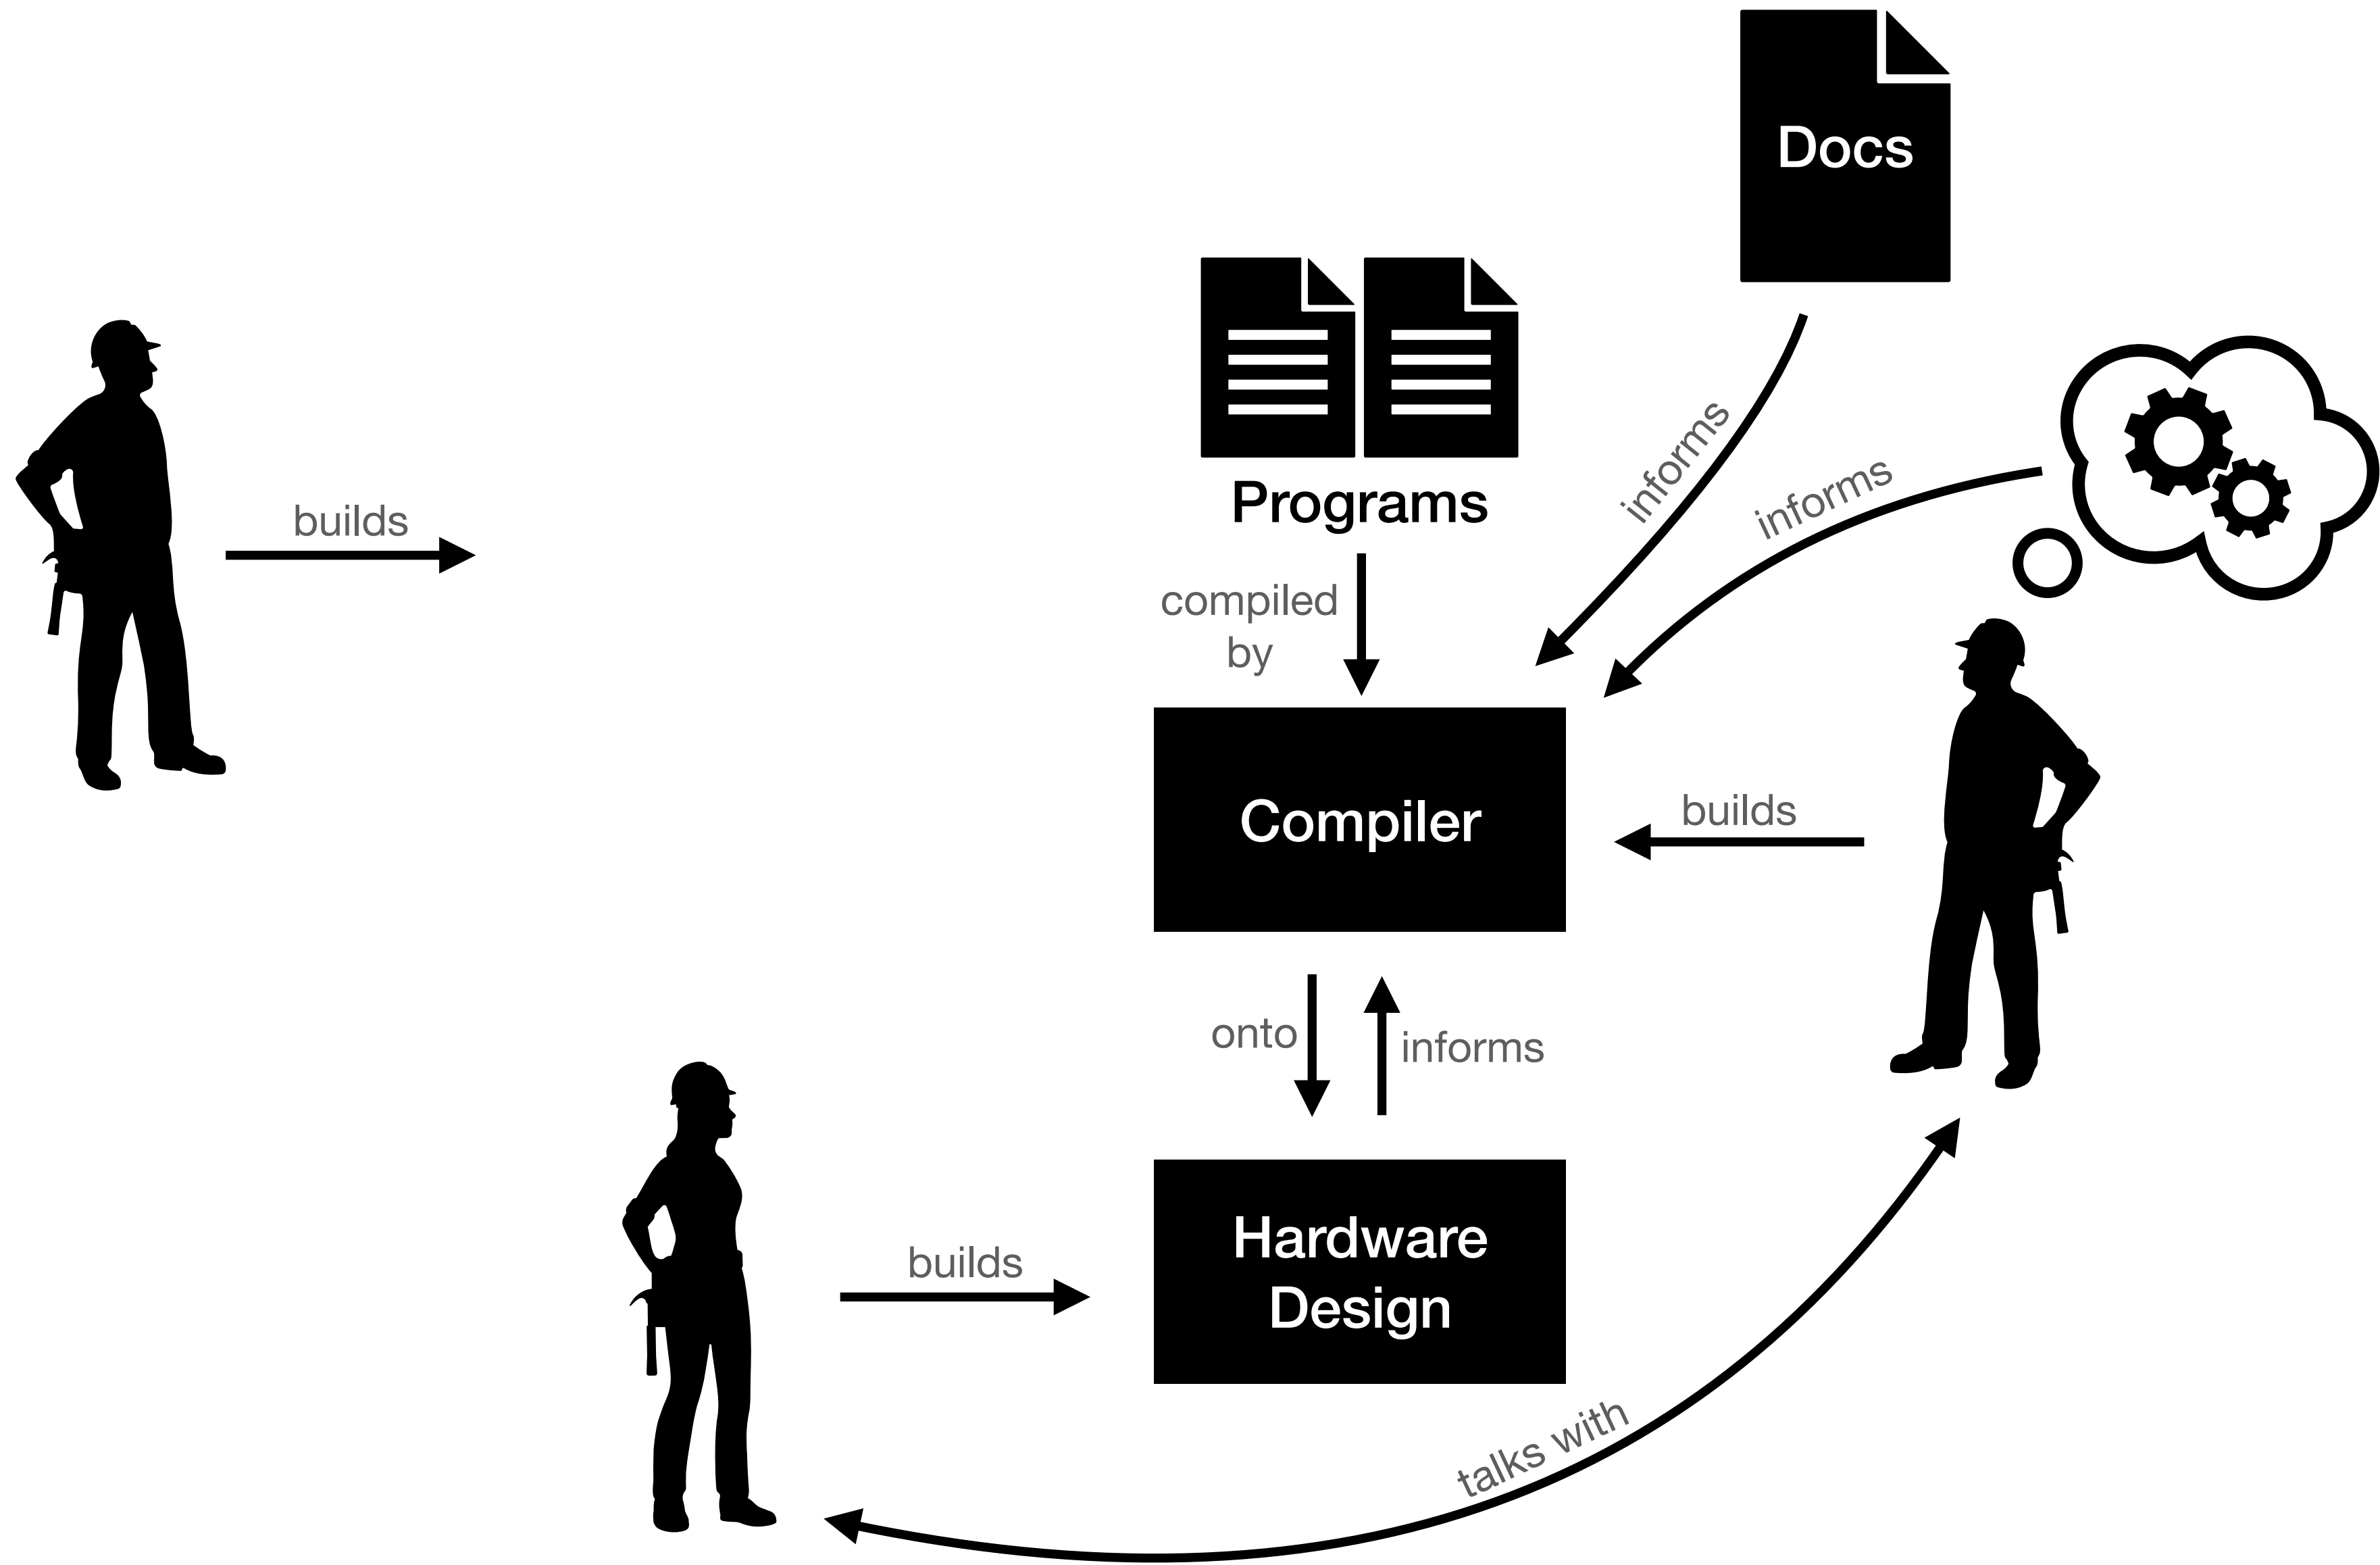 Docs
Programs
informs
informs
builds
compiled
by
Compiler
builds
onto
informs
Hardware
Design
builds
talks with